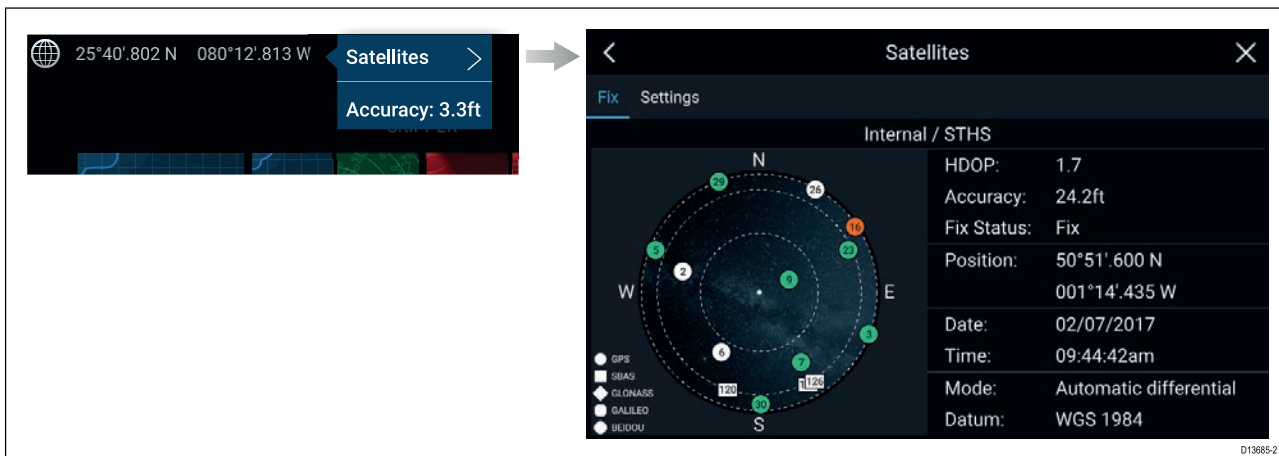 25°40'.802 N 080°12'.813 W
Satellites
Accuracy: 3.3ft
Satellites
Fix Settings
Internal / STHS
N
29
26
16
5
23
2
9
W
E
3
6
7
120
126
30
S
GPS
SBAS
GLONASS
GALILEO
BEIDOU
HDOP: 1.7
Accuracy: 24.2ft
Fix Status: Fix
Position: 50°51'.600 N
001°14'.435 W
Date: 02/07/2017
Time: 09:44:42am
Mode: Automatic differential
Datum: WGS 1984
D13685-2